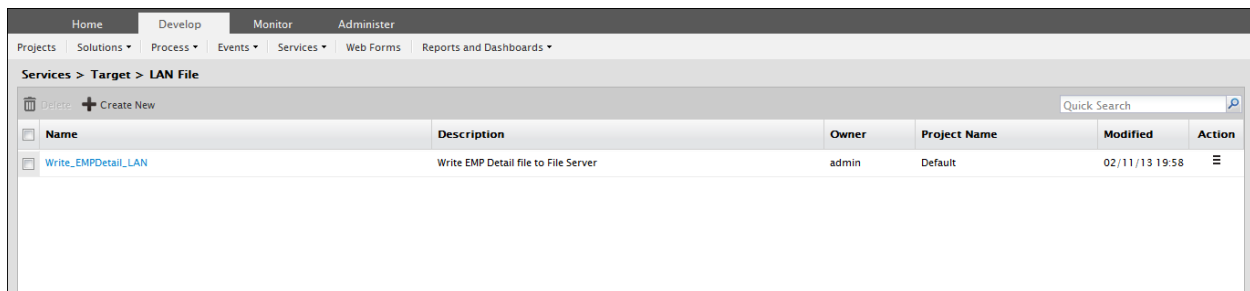 Home Develop Monitor Administer
Projects Solutions Process Events Services Web Forms Reports and Dashboards
Services > Target > LAN File
Delete Create New Quick Search
Name Description Owner Project Name Modified Action
Write_EMPDetail_LAN Write EMP Detail file to File Server admin Default 02/11/13 19:58